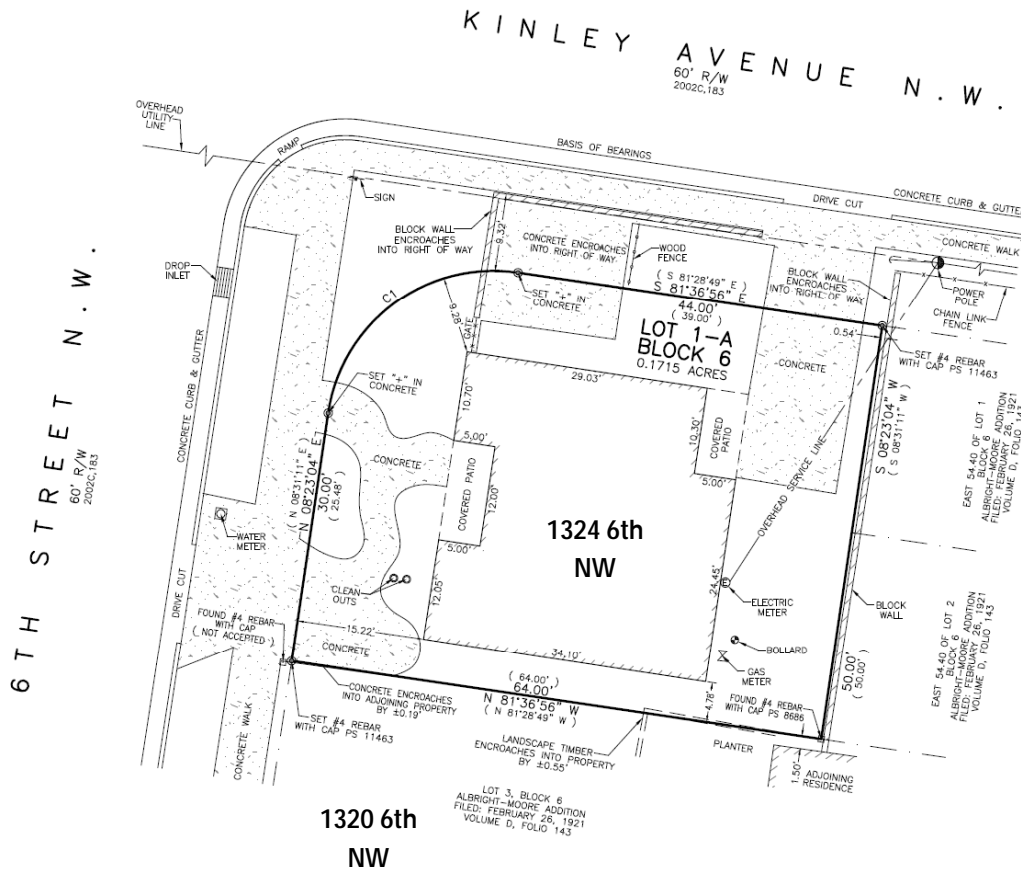 KINLEY AVENUE N.W.
60' R/W
2002C,183
OVERHEAD
UTILITY
LINE
RAMP
BASIS OF BEARINGS
SIGN
DRIVE CUT
CONCRETE CURB & GUTTER
CONCRETE WALK
BLOCK WALL
ENCROACHES
INTO RIGHT OF WAY
9.32'
CONCRETE ENCROACHES
INTO RIGHT OF WAY
WOOD
FENCE
BLOCK WALL
ENCROACHES
INTO RIGHT OF WAY
POWER
POLE
CHAIN LINK
FENCE
DROP
INLET
C1
SET "+" IN
CONCRETE
( S 81°28'49" E )
S 81°36'56" E
44.00'
( 39.00' )
0.54'
SET #4 REBAR
WITH CAP PS 11463
9.28'
GATE
LOT 1-A
BLOCK 6
0.1715 ACRES
CONCRETE
29.03'
SET "+" IN
CONCRETE
10.70'
10.30'
COVERED
PATIO
5.00'
S 08°23'04" W
( S 08°31'11" W )
EAST 54.40 OF LOT 1
BLOCK 6
ALBRIGHT-MOORE ADDITION
FILED: FEBRUARY 26, 1921
VOLUME D, FOLIO 143
6TH STREET N.W.
60' R/W
2002C,183
CONCRETE CURB & GUTTER
( N 08°31'11" E )
N 08°23'04" E
30.00'
( 25.48' )
CONCRETE
5.00'
COVERED
PATIO
12.00'
5.00'
OVERHEAD SERVICE LINE
1324 6th
NW
WATER
METER
CLEAN
OUTS
12.05'
24.45'
ELECTRIC
METER
BLOCK
WALL
BOLLARD
GAS
METER
EAST 54.40 OF LOT 2
BLOCK 6
ALBRIGHT-MOORE ADDITION
FILED: FEBRUARY 26, 1921
VOLUME D, FOLIO 143
DRIVE CUT
FOUND #4 REBAR
WITH CAP
( NOT ACCEPTED )
15.22'
CONCRETE
34.10'
50.00'
( 50.00' )
CONCRETE ENCROACHES
INTO ADJOINING PROPERTY
BY ±0.19'
( 64.00' )
64.00'
N 81°36'56" W
( N 81°28'49" W )
4.78'
FOUND #4 REBAR
WITH CAP PS 8686
SET #4 REBAR
WITH CAP PS 11463
CONCRETE WALK
LANDSCAPE TIMBER
ENCROACHES INTO PROPERTY
BY ±0.55'
PLANTER
1.50'
ADJOINING
RESIDENCE
LOT 3, BLOCK 6
ALBRIGHT-MOORE ADDITION
FILED: FEBRUARY 26, 1921
VOLUME D, FOLIO 143
1320 6th
NW